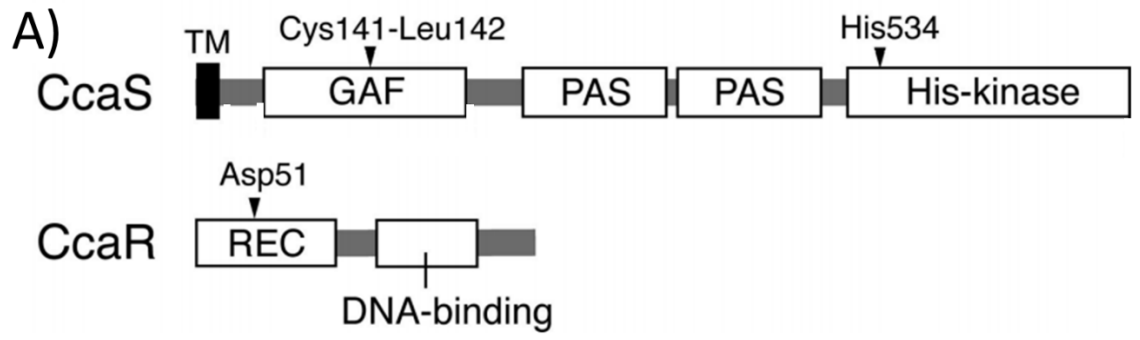 A)
TM Cys141-Leu142 His534
CcaS GAF PAS PAS His-kinase
Asp51
CcaR REC
DNA-binding